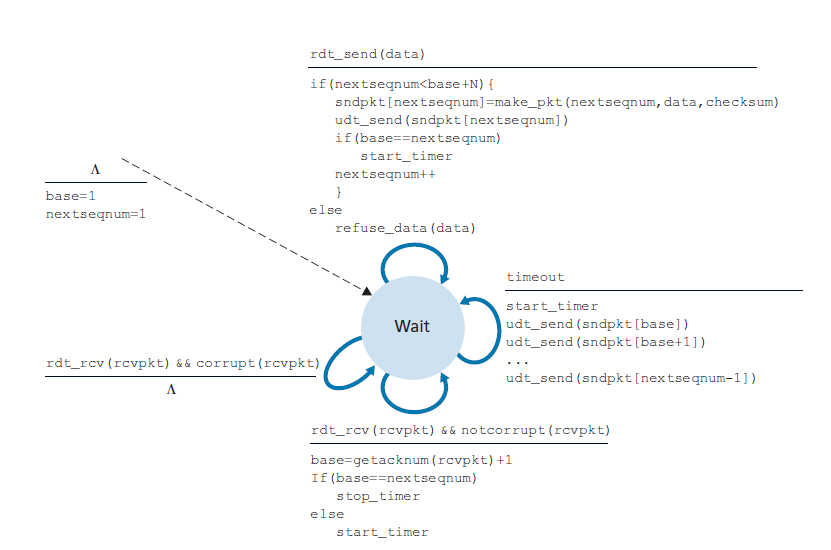 rdt_send(data)
if(nextseqnum<base+N){
sndpkt[nextseqnum]=make_pkt(nextseqnum,data,checksum)
udt_send(sndpkt[nextseqnum])
if(base==nextseqnum)
start_timer
nextseqnum++
}
else
refuse_data(data)
Λ
base=1
nextseqnum=1
timeout
start_timer
udt_send(sndpkt[base])
udt_send(sndpkt[base+1])
...
udt_send(sndpkt[nextseqnum-1])
Wait
rdt_rcv(rcvpkt) && corrupt(rcvpkt)
Λ
rdt_rcv(rcvpkt) && notcorrupt(rcvpkt)
base=getacknum(rcvpkt)+1
If(base==nextseqnum)
stop_timer
else
start_timer